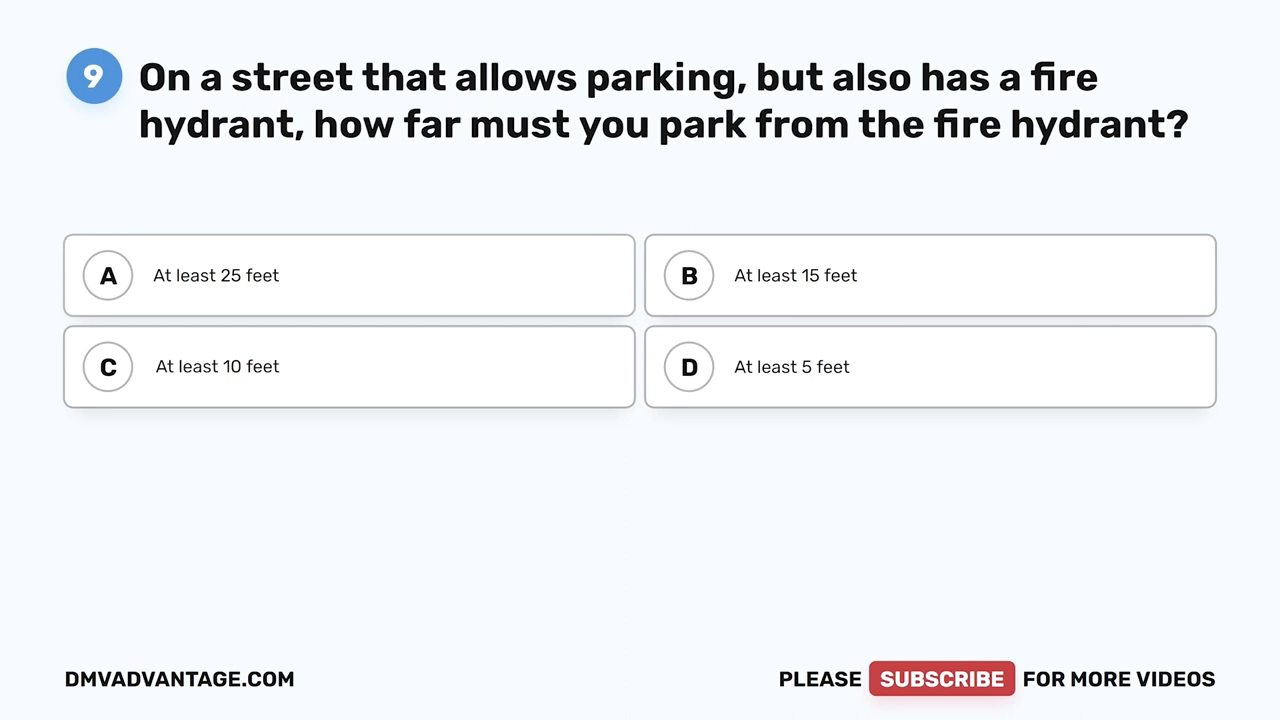 9
On a street that allows parking, but also has a fire
hydrant, how far must you park from the fire hydrant?
A At least 25 feet
B At least 15 feet
C At least 10 feet
D At least 5 feet
DMVADVANTAGE.COM
PLEASE SUBSCRIBE FOR MORE VIDEOS